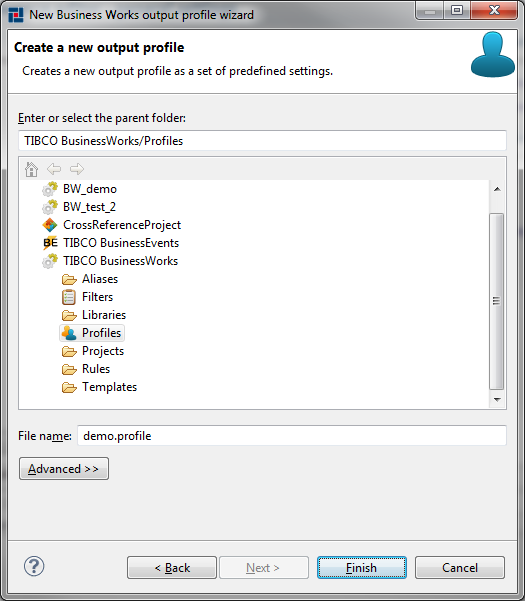 New Business Works output profile wizard
Create a new output profile
Creates a new output profile as a set of predefined settings.
Enter or select the parent folder:
TIBCO BusinessWorks/Profiles
BW_demo
BW_test_2
CrossReferenceProject
BE TIBCO BusinessEvents
TIBCO BusinessWorks
Aliases
Filters
Libraries
Profiles
Projects
Rules
Templates
File name: demo.profile
Advanced >>
? < Back Next > Finish Cancel